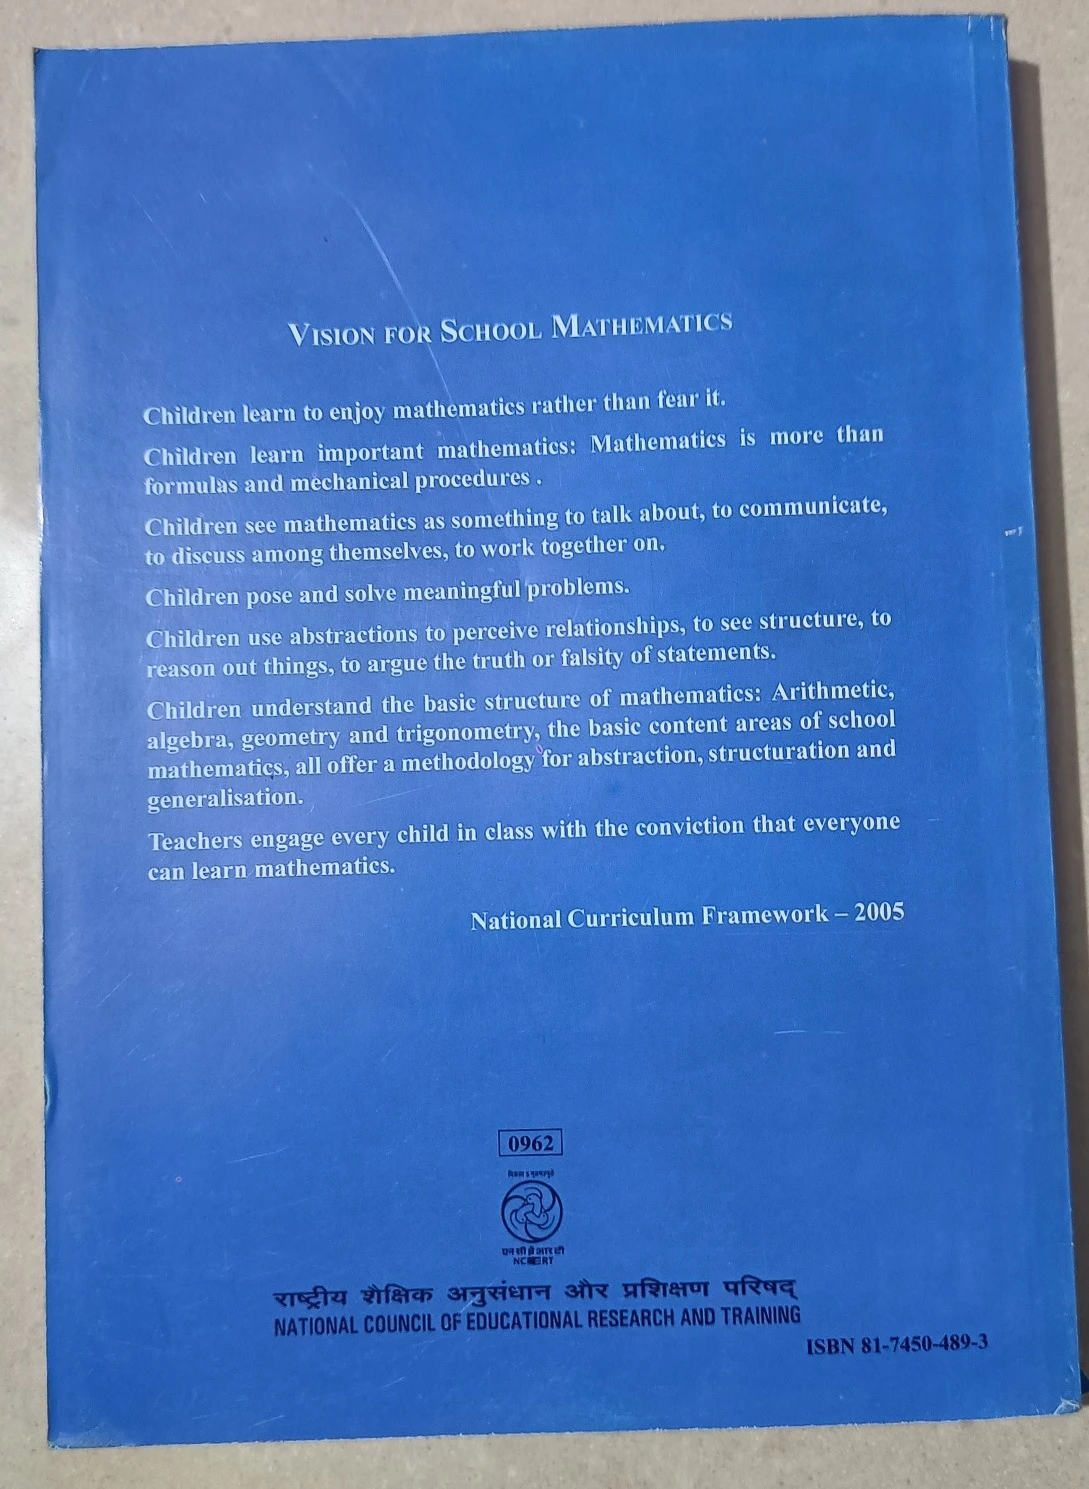 VISION FOR SCHOOL MATHEMATICS
Children learn to enjoy mathematics rather than fear it.
Children learn important mathematics: Mathematics is more than
formulas and mechanical procedures .
Children see mathematics as something to talk about, to communicate,
to discuss among themselves, to work together on.
Children pose and solve meaningful problems.
Children use abstractions to perceive relationships, to see structure, to
reason out things, to argue the truth or falsity of statements.
Children understand the basic structure of mathematics: Arithmetic,
algebra, geometry and trigonometry, the basic content areas of school
mathematics, all offer a methodology for abstraction, structuration and
generalisation.
Teachers engage every child in class with the conviction that everyone
can learn mathematics.
National Curriculum Framework – 2005
0962
एन सी ई आर टी
NCERT
राष्ट्रीय शैक्षिक अनुसंधान और प्रशिक्षण परिषद्
NATIONAL COUNCIL OF EDUCATIONAL RESEARCH AND TRAINING
ISBN 81-7450-489-3